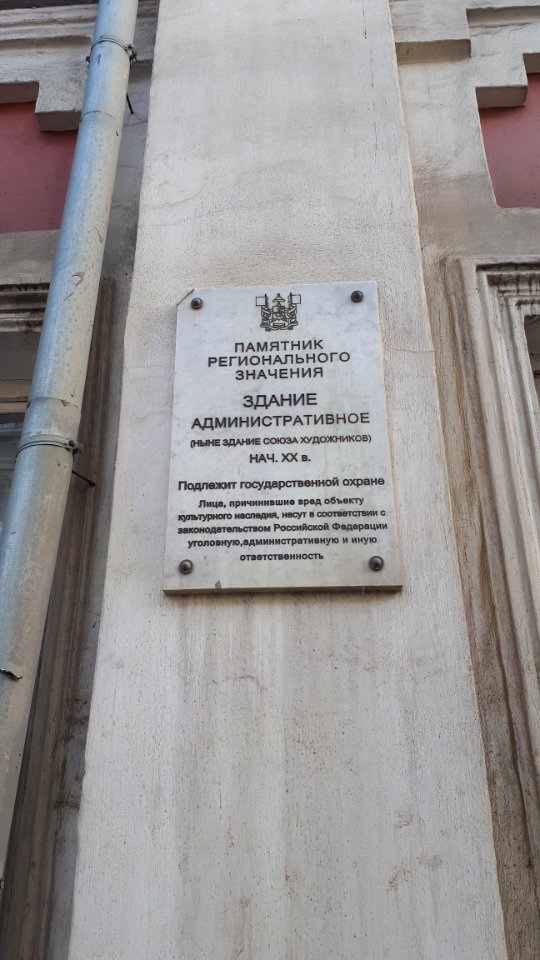 ПАМЯТНИК
РЕГИОНАЛЬНОГО
ЗНАЧЕНИЯ
ЗДАНИЕ
АДМИНИСТРАТИВНОЕ
(НЫНЕ ЗДАНИЕ СОЮЗА ХУДОЖНИКОВ)
НАЧ. XX в.
Подлежит государственной охране
Лица, причинившие вред объекту
культурного наследия, несут в соответствии с
законодательством Российской Федерации
уголовную,административную и иную
ответственность